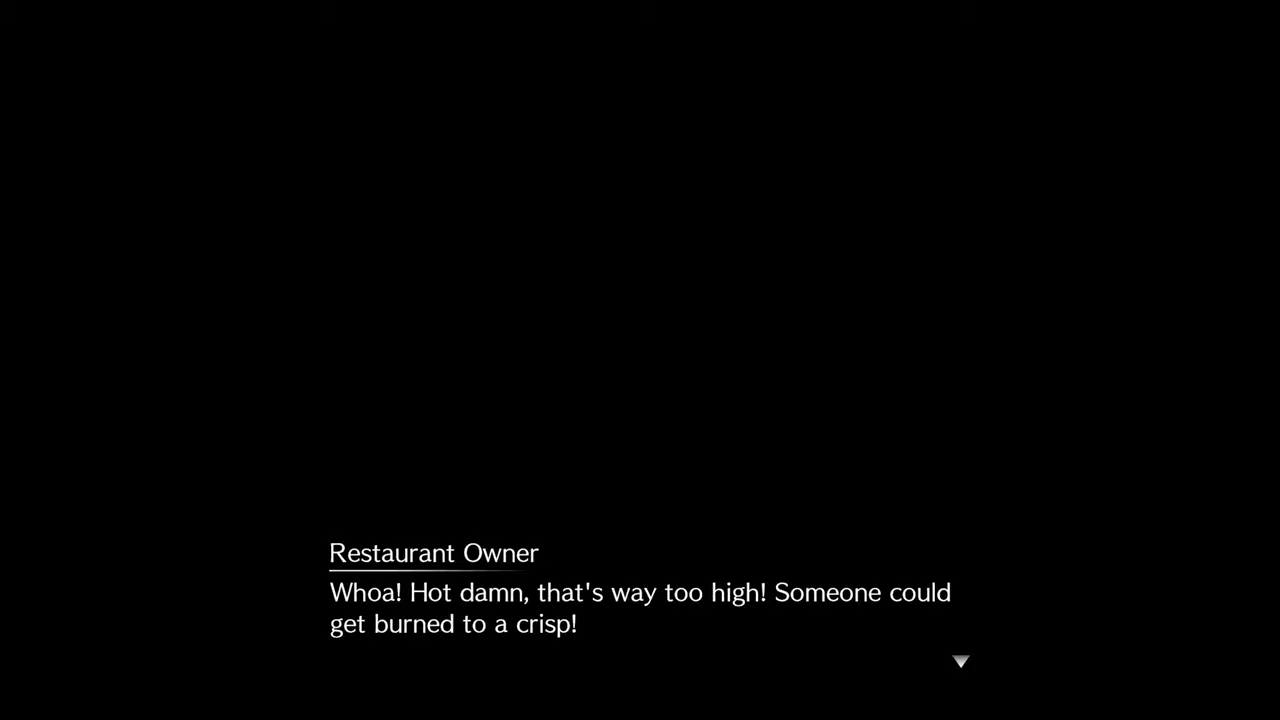 Restaurant Owner
Whoa! Hot damn, that's way too high! Someone could
get burned to a crisp!